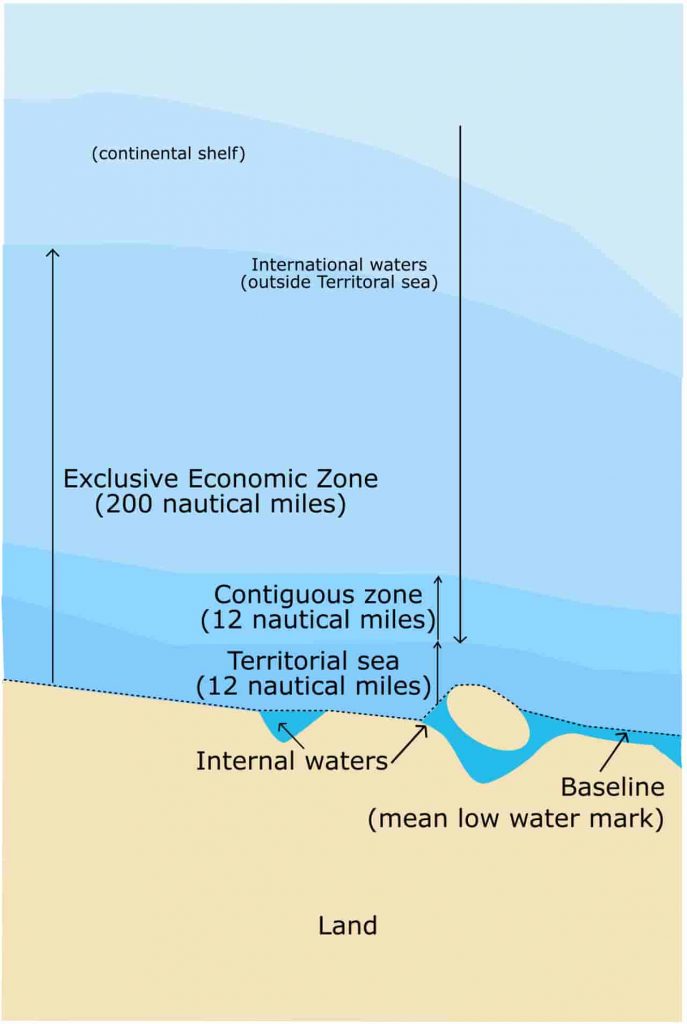 (continental shelf)
International waters
(outside Territoral sea)
Exclusive Economic Zone
(200 nautical miles)
Contiguous zone
(12 nautical miles)
Territorial sea
(12 nautical miles)
Internal waters
Baseline
(mean low water mark)
Land